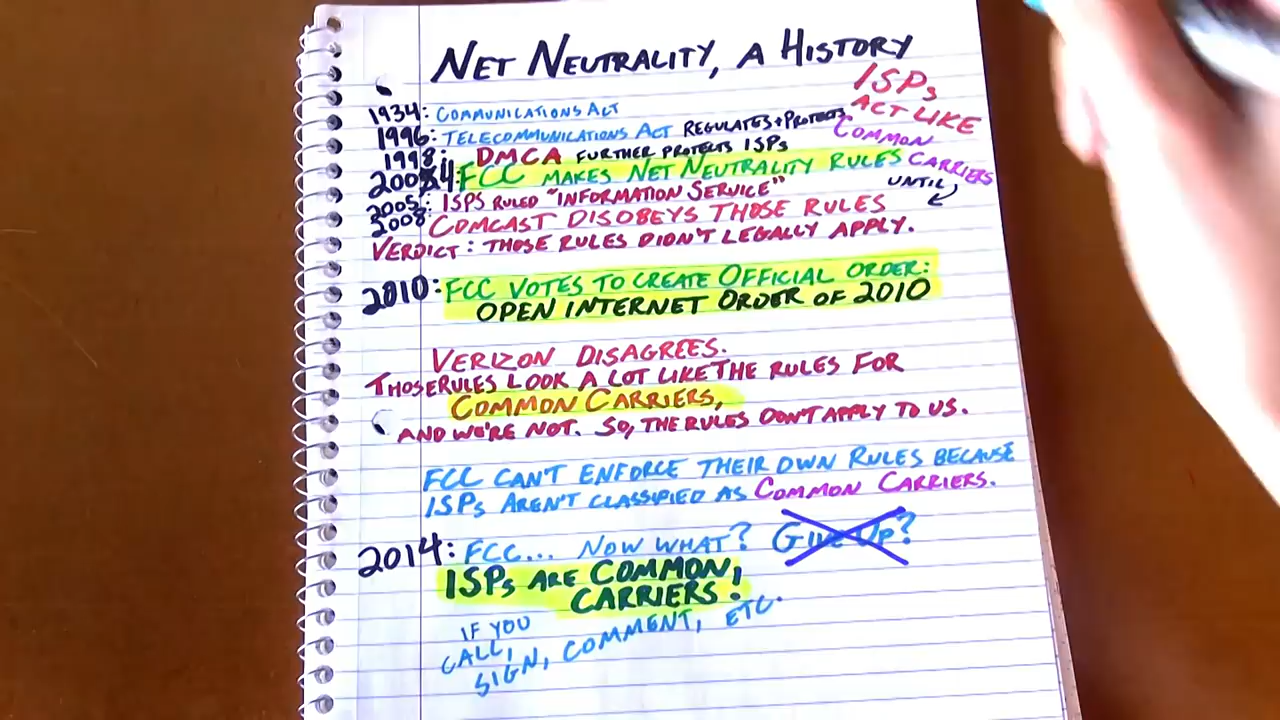 NET NEUTRALITY, A HISTORY
1934: COMMUNICATIONS ACT
1996: TELECOMMUNICATIONS ACT REGULATES + PROTECTS
1998: DMCA FURTHER PROTECTS ISPs
ISPs
ACT LIKE
COMMON
CARRIERS
UNTIL
2004: FCC MAKES NET NEUTRALITY RULES
2005: ISPS RULED "INFORMATION SERVICE"
2008: COMCAST DISOBEYS THOSE RULES
VERDICT: THOSE RULES DIDN'T LEGALLY APPLY.
2010: FCC VOTES TO CREATE OFFICIAL ORDER:
OPEN INTERNET ORDER OF 2010
VERIZON DISAGREES.
THOSE RULES LOOK A LOT LIKE THE RULES FOR
COMMON CARRIERS,
AND WE'RE NOT. SO, THE RULES DON'T APPLY TO US.
FCC CAN'T ENFORCE THEIR OWN RULES BECAUSE
ISPs AREN'T CLASSIFIED AS COMMON CARRIERS.
2014: FCC... NOW WHAT? GIVE UP?
ISPs ARE COMMON
CARRIERS!
IF YOU
CALL,
SIGN, COMMENT, ETC.